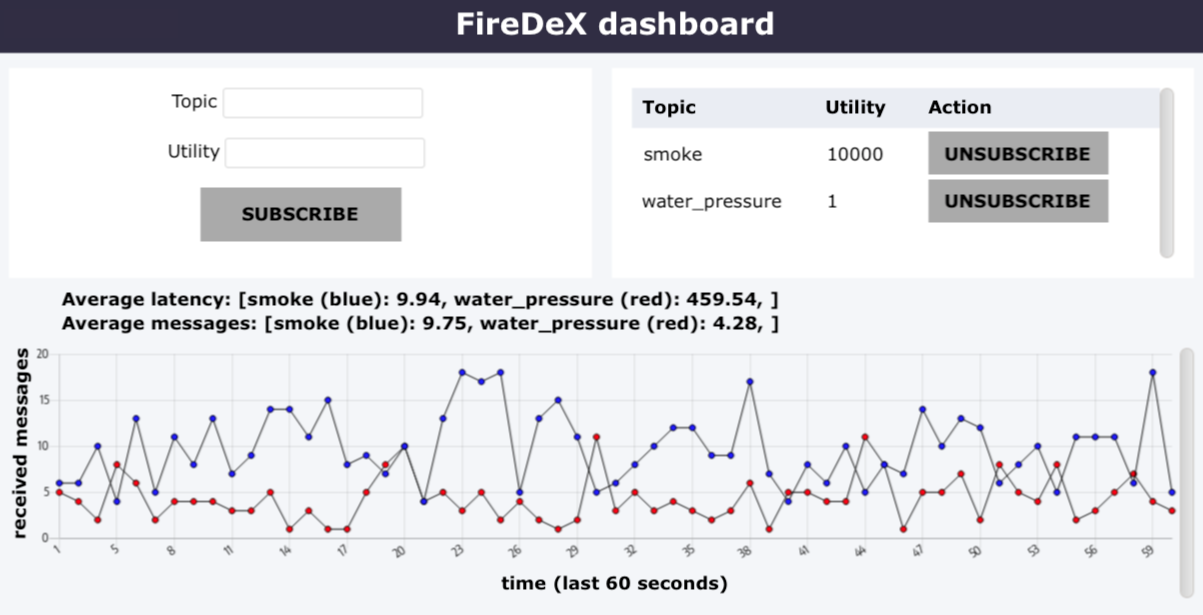 FireDeX dashboard
Topic
Utility
SUBSCRIBE
Topic Utility Action
smoke 10000 UNSUBSCRIBE
water_pressure 1 UNSUBSCRIBE
Average latency: [smoke (blue): 9.94, water_pressure (red): 459.54, ]
Average messages: [smoke (blue): 9.75, water_pressure (red): 4.28, ]
received messages
20
15
10
5
0
1 5 8 11 14 17 20 23 26 29 32 35 38 41 44 47 50 53 56 59
time (last 60 seconds)